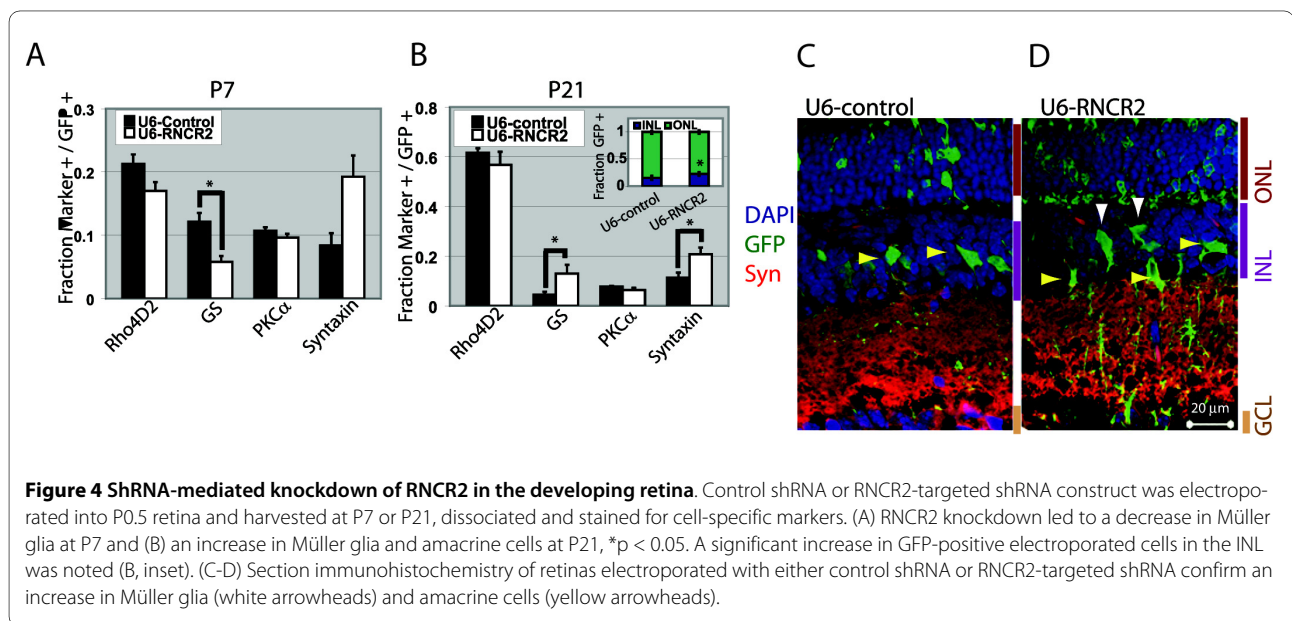 A
B
C
D
P7
P21
U6-control
U6-RNCR2
Fraction Marker + / GFP +
0.3
0.2
0.1
0
U6-Control
U6-RNCR2
*
Rho4D2
GS
PKCα
Syntaxin
Fraction Marker + / GFP +
0.8
0.6
0.4
0.2
0
U6-Control
U6-RNCR2
*
*
Rho4D2
GS
PKCα
Syntaxin
Fraction GFP +
INL ONL
1
0.5
0
*
U6-control
U6-RNCR2
DAPI
GFP
Syn
ONL
INL
GCL
20 µm
Figure 4 ShRNA-mediated knockdown of RNCR2 in the developing retina. Control shRNA or RNCR2-targeted shRNA construct was electropo-
rated into P0.5 retina and harvested at P7 or P21, dissociated and stained for cell-specific markers. (A) RNCR2 knockdown led to a decrease in Müller
glia at P7 and (B) an increase in Müller glia and amacrine cells at P21, *p < 0.05. A significant increase in GFP-positive electroporated cells in the INL
was noted (B, inset). (C-D) Section immunohistochemistry of retinas electroporated with either control shRNA or RNCR2-targeted shRNA confirm an
increase in Müller glia (white arrowheads) and amacrine cells (yellow arrowheads).